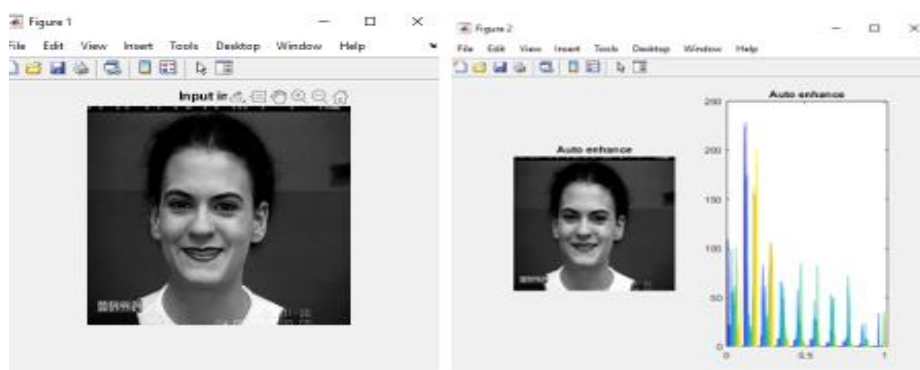 Figure 1
File Edit View Insert Tools Desktop Window Help
Input
Figure 2
File Edit View Insert Tools Desktop Window Help
Auto enhance
Auto enhance
250
200
150
100
50
0
0 0.5 1